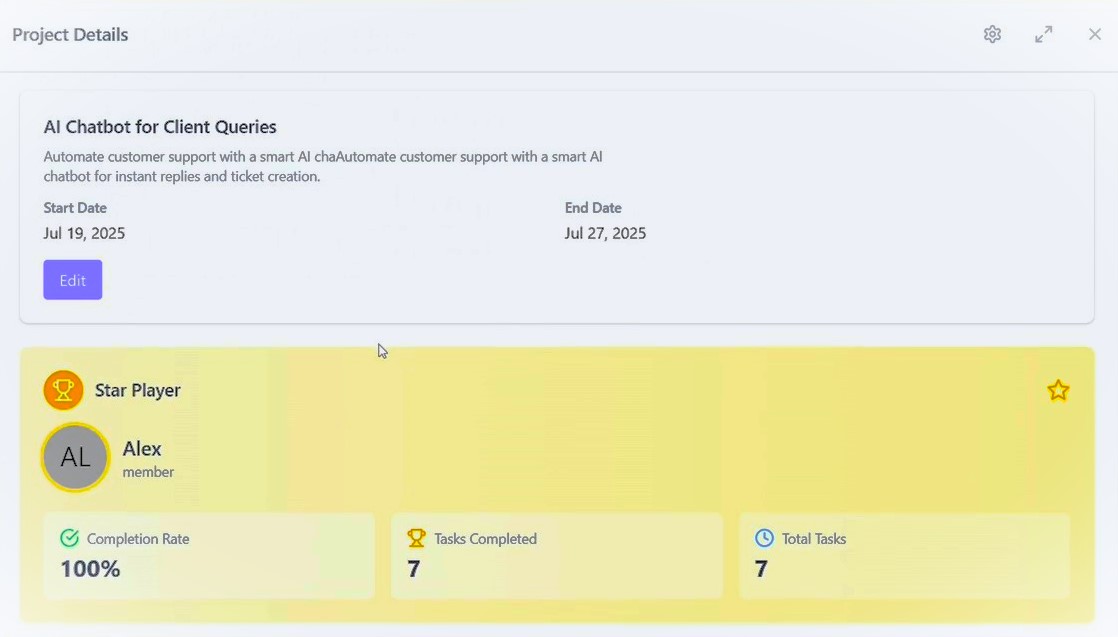 Project Details
AI Chatbot for Client Queries
Automate customer support with a smart AI chaAutomate customer support with a smart AI
chatbot for instant replies and ticket creation.
Start Date
End Date
Jul 19, 2025
Jul 27, 2025
Edit
Star Player
AL
Alex
member
Completion Rate
100%
Tasks Completed
7
Total Tasks
7